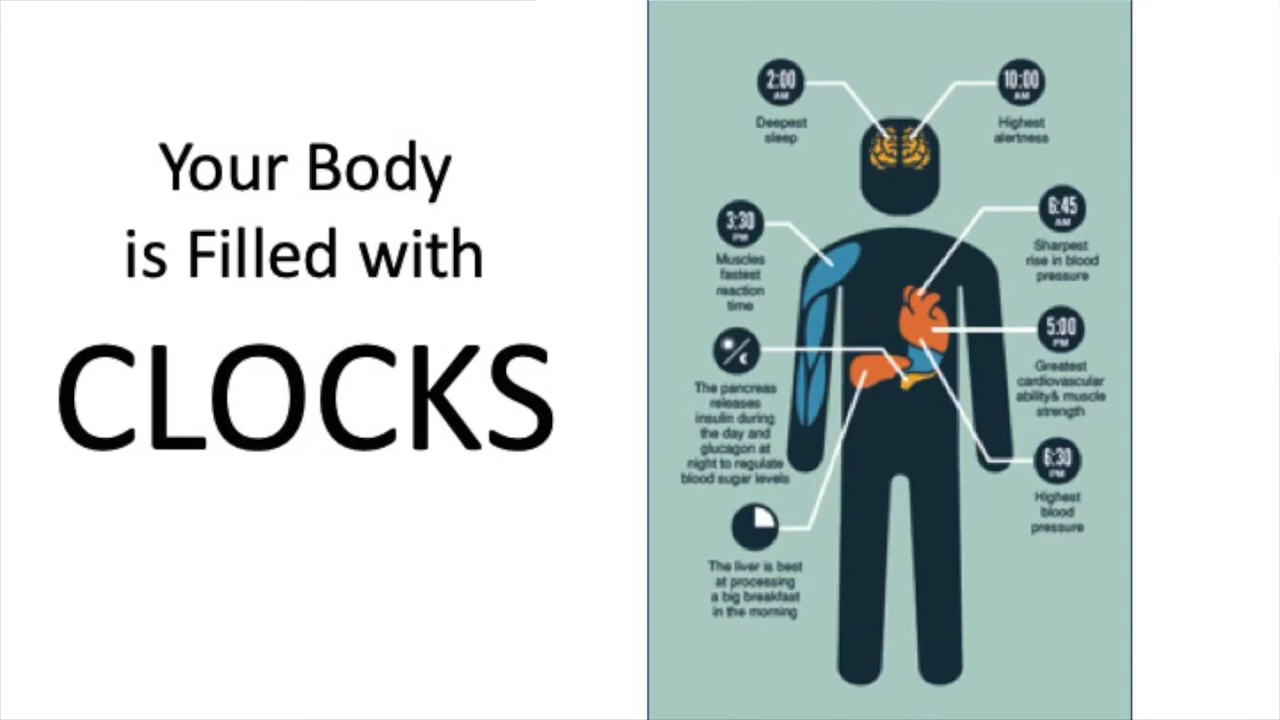 Your Body
is Filled with
CLOCKS
2:00
AM
Deepest
sleep
10:00
AM
Highest
alertness
3:30
PM
Muscles
fastest
reaction
time
6:45
AM
Sharpest
rise in blood
pressure
5:00
PM
Greatest
cardiovascular
ability& muscle
strength
The pancreas
releases
insulin during
the day and
glucagon at
night to regulate
blood sugar levels
6:30
PM
Highest
blood
pressure
The liver is best
at processing
a big breakfast
in the morning